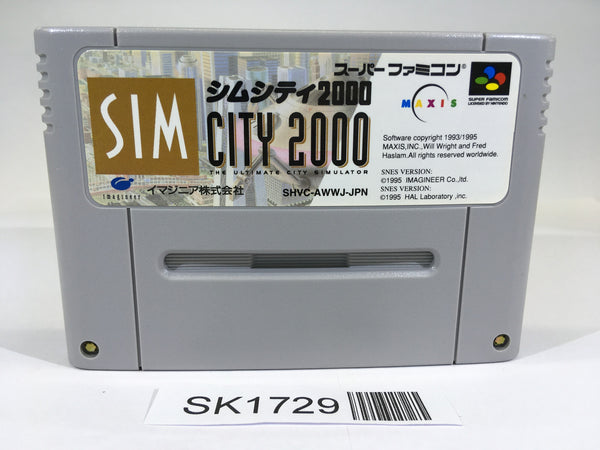 SIM
シムシティ2000
CITY 2000
THE ULTIMATE CITY SIMULATOR
imagineer
イマジニア株式会社
SHVC-AWWJ-JPN
スーパーファミコン®
MAXIS
SUPER FAMICOM
LICENSED BY NINTENDO
Software copyright 1993/1995
MAXIS,INC.,Will Wright and Fred
Haslam.All rights reserved worldwide.
SNES VERSION:
©1995 IMAGINEER Co.,ltd.
SNES VERSION:
©1995 HAL Laboratory ,inc.
SK1729